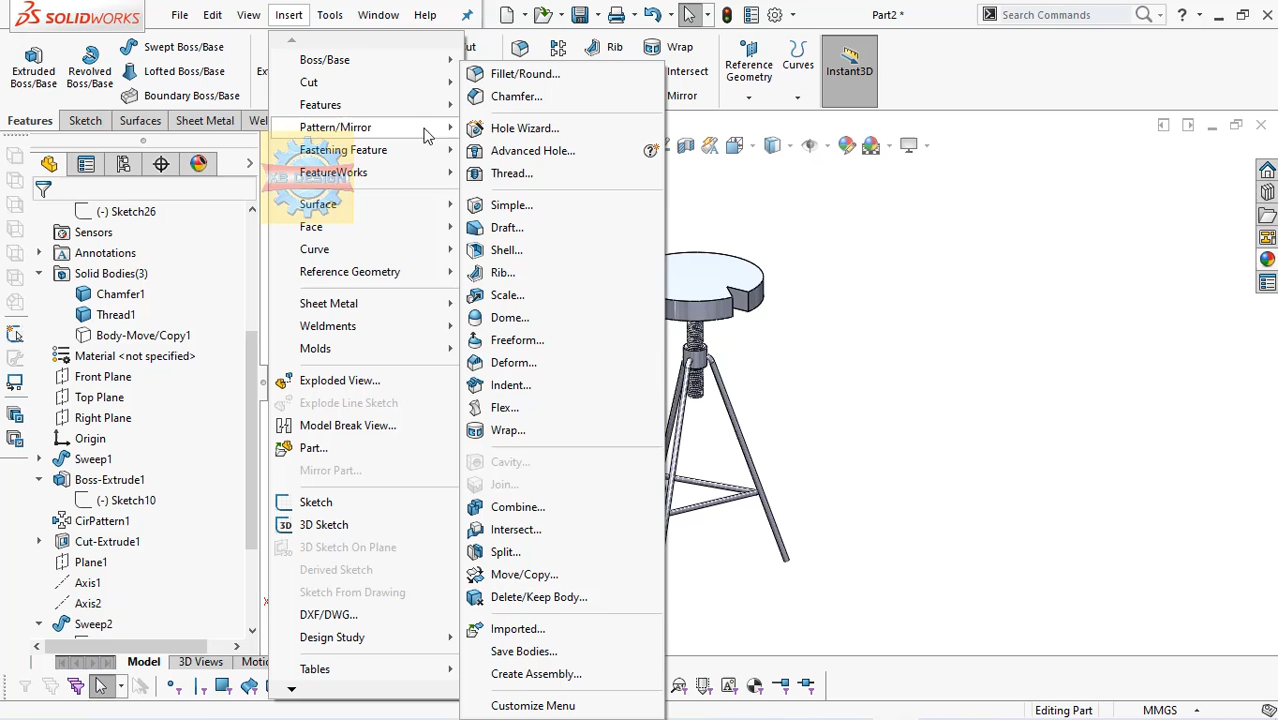 SOLIDWORKS
File Edit View Insert Tools Window Help
Part2 *
Search Commands
Extruded Boss/Base
Revolved Boss/Base
Swept Boss/Base
Lofted Boss/Base
Boundary Boss/Base
Rib
Wrap
Intersect
Mirror
Reference Geometry
Curves
Instant3D
Features Sketch Surfaces Sheet Metal
(-) Sketch26
Sensors
Annotations
Solid Bodies(3)
Chamfer1
Thread1
Body-Move/Copy1
Material <not specified>
Front Plane
Top Plane
Right Plane
Origin
Sweep1
Boss-Extrude1
(-) Sketch10
CirPattern1
Cut-Extrude1
Plane1
Axis1
Axis2
Sweep2
Boss/Base
Cut
Features
Pattern/Mirror
Fastening Feature
FeatureWorks
Surface
Face
Curve
Reference Geometry
Sheet Metal
Weldments
Molds
Exploded View...
Explode Line Sketch
Model Break View...
Part...
Mirror Part...
Sketch
3D Sketch
3D Sketch On Plane
Derived Sketch
Sketch From Drawing
DXF/DWG...
Design Study
Tables
Fillet/Round...
Chamfer...
Hole Wizard...
Advanced Hole...
Thread...
Simple...
Draft...
Shell...
Rib...
Scale...
Dome...
Freeform...
Deform...
Indent...
Flex...
Wrap...
Cavity...
Join...
Combine...
Intersect...
Split...
Move/Copy...
Delete/Keep Body...
Imported...
Save Bodies...
Create Assembly...
Customize Menu
Model 3D Views
Editing Part MMGS